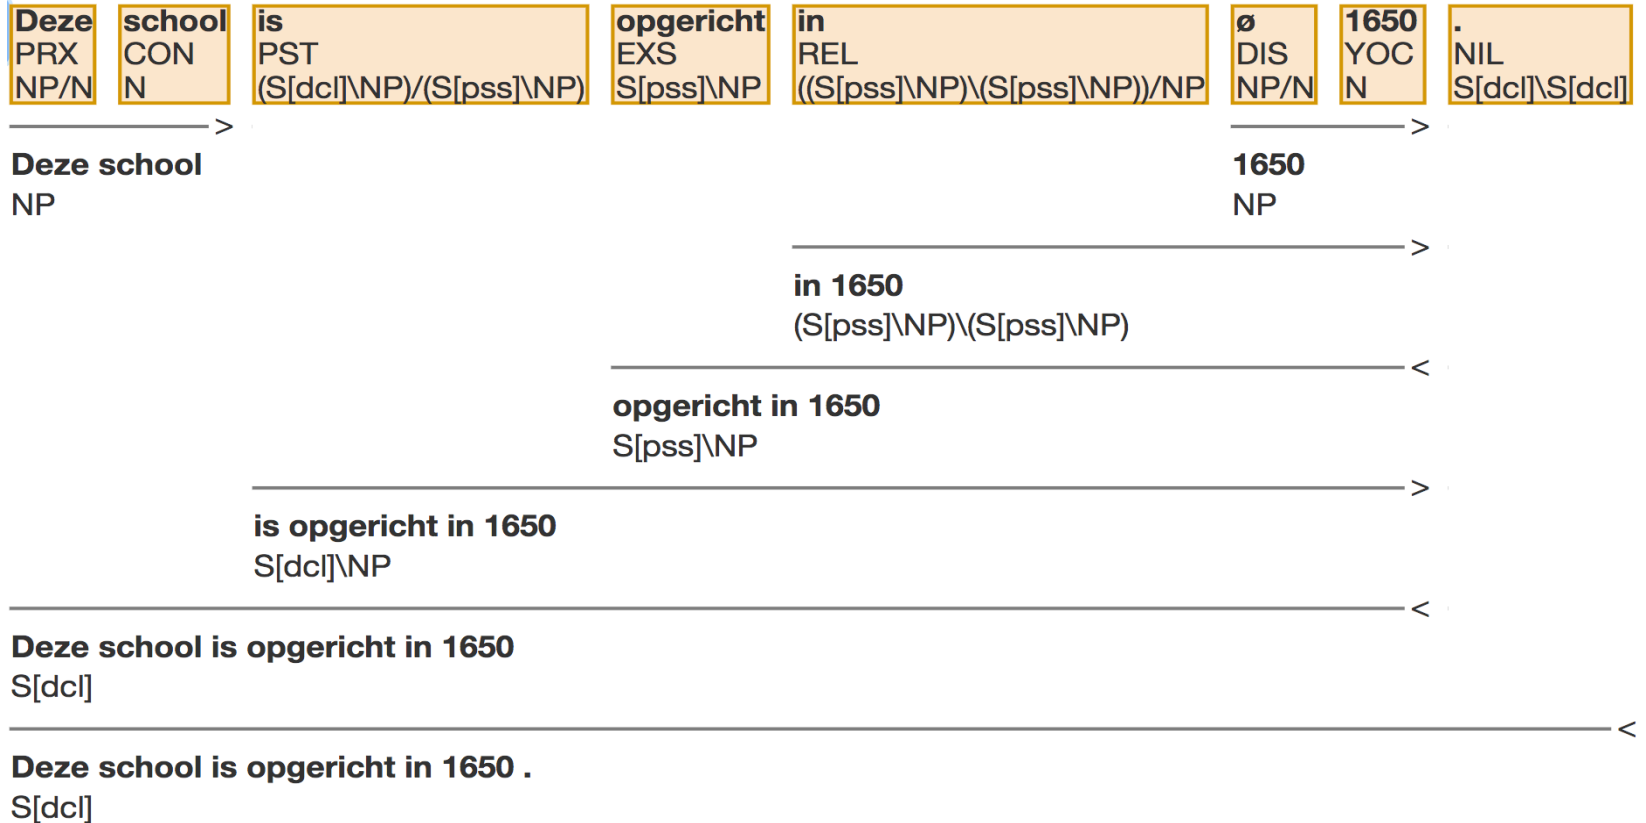 Deze school is opgericht in ø 1650 .
PRX CON PST EXS REL DIS YOC NIL
NP/N N (S[dcl]\NP)/(S[pss]\NP) S[pss]\NP ((S[pss]\NP)\(S[pss]\NP))/NP NP/N N S[dcl]\S[dcl]
> >
Deze school 1650
NP NP
>
in 1650
(S[pss]\NP)\(S[pss]\NP)
<
opgericht in 1650
S[pss]\NP
>
is opgericht in 1650
S[dcl]\NP
<
Deze school is opgericht in 1650
S[dcl]
<
Deze school is opgericht in 1650 .
S[dcl]